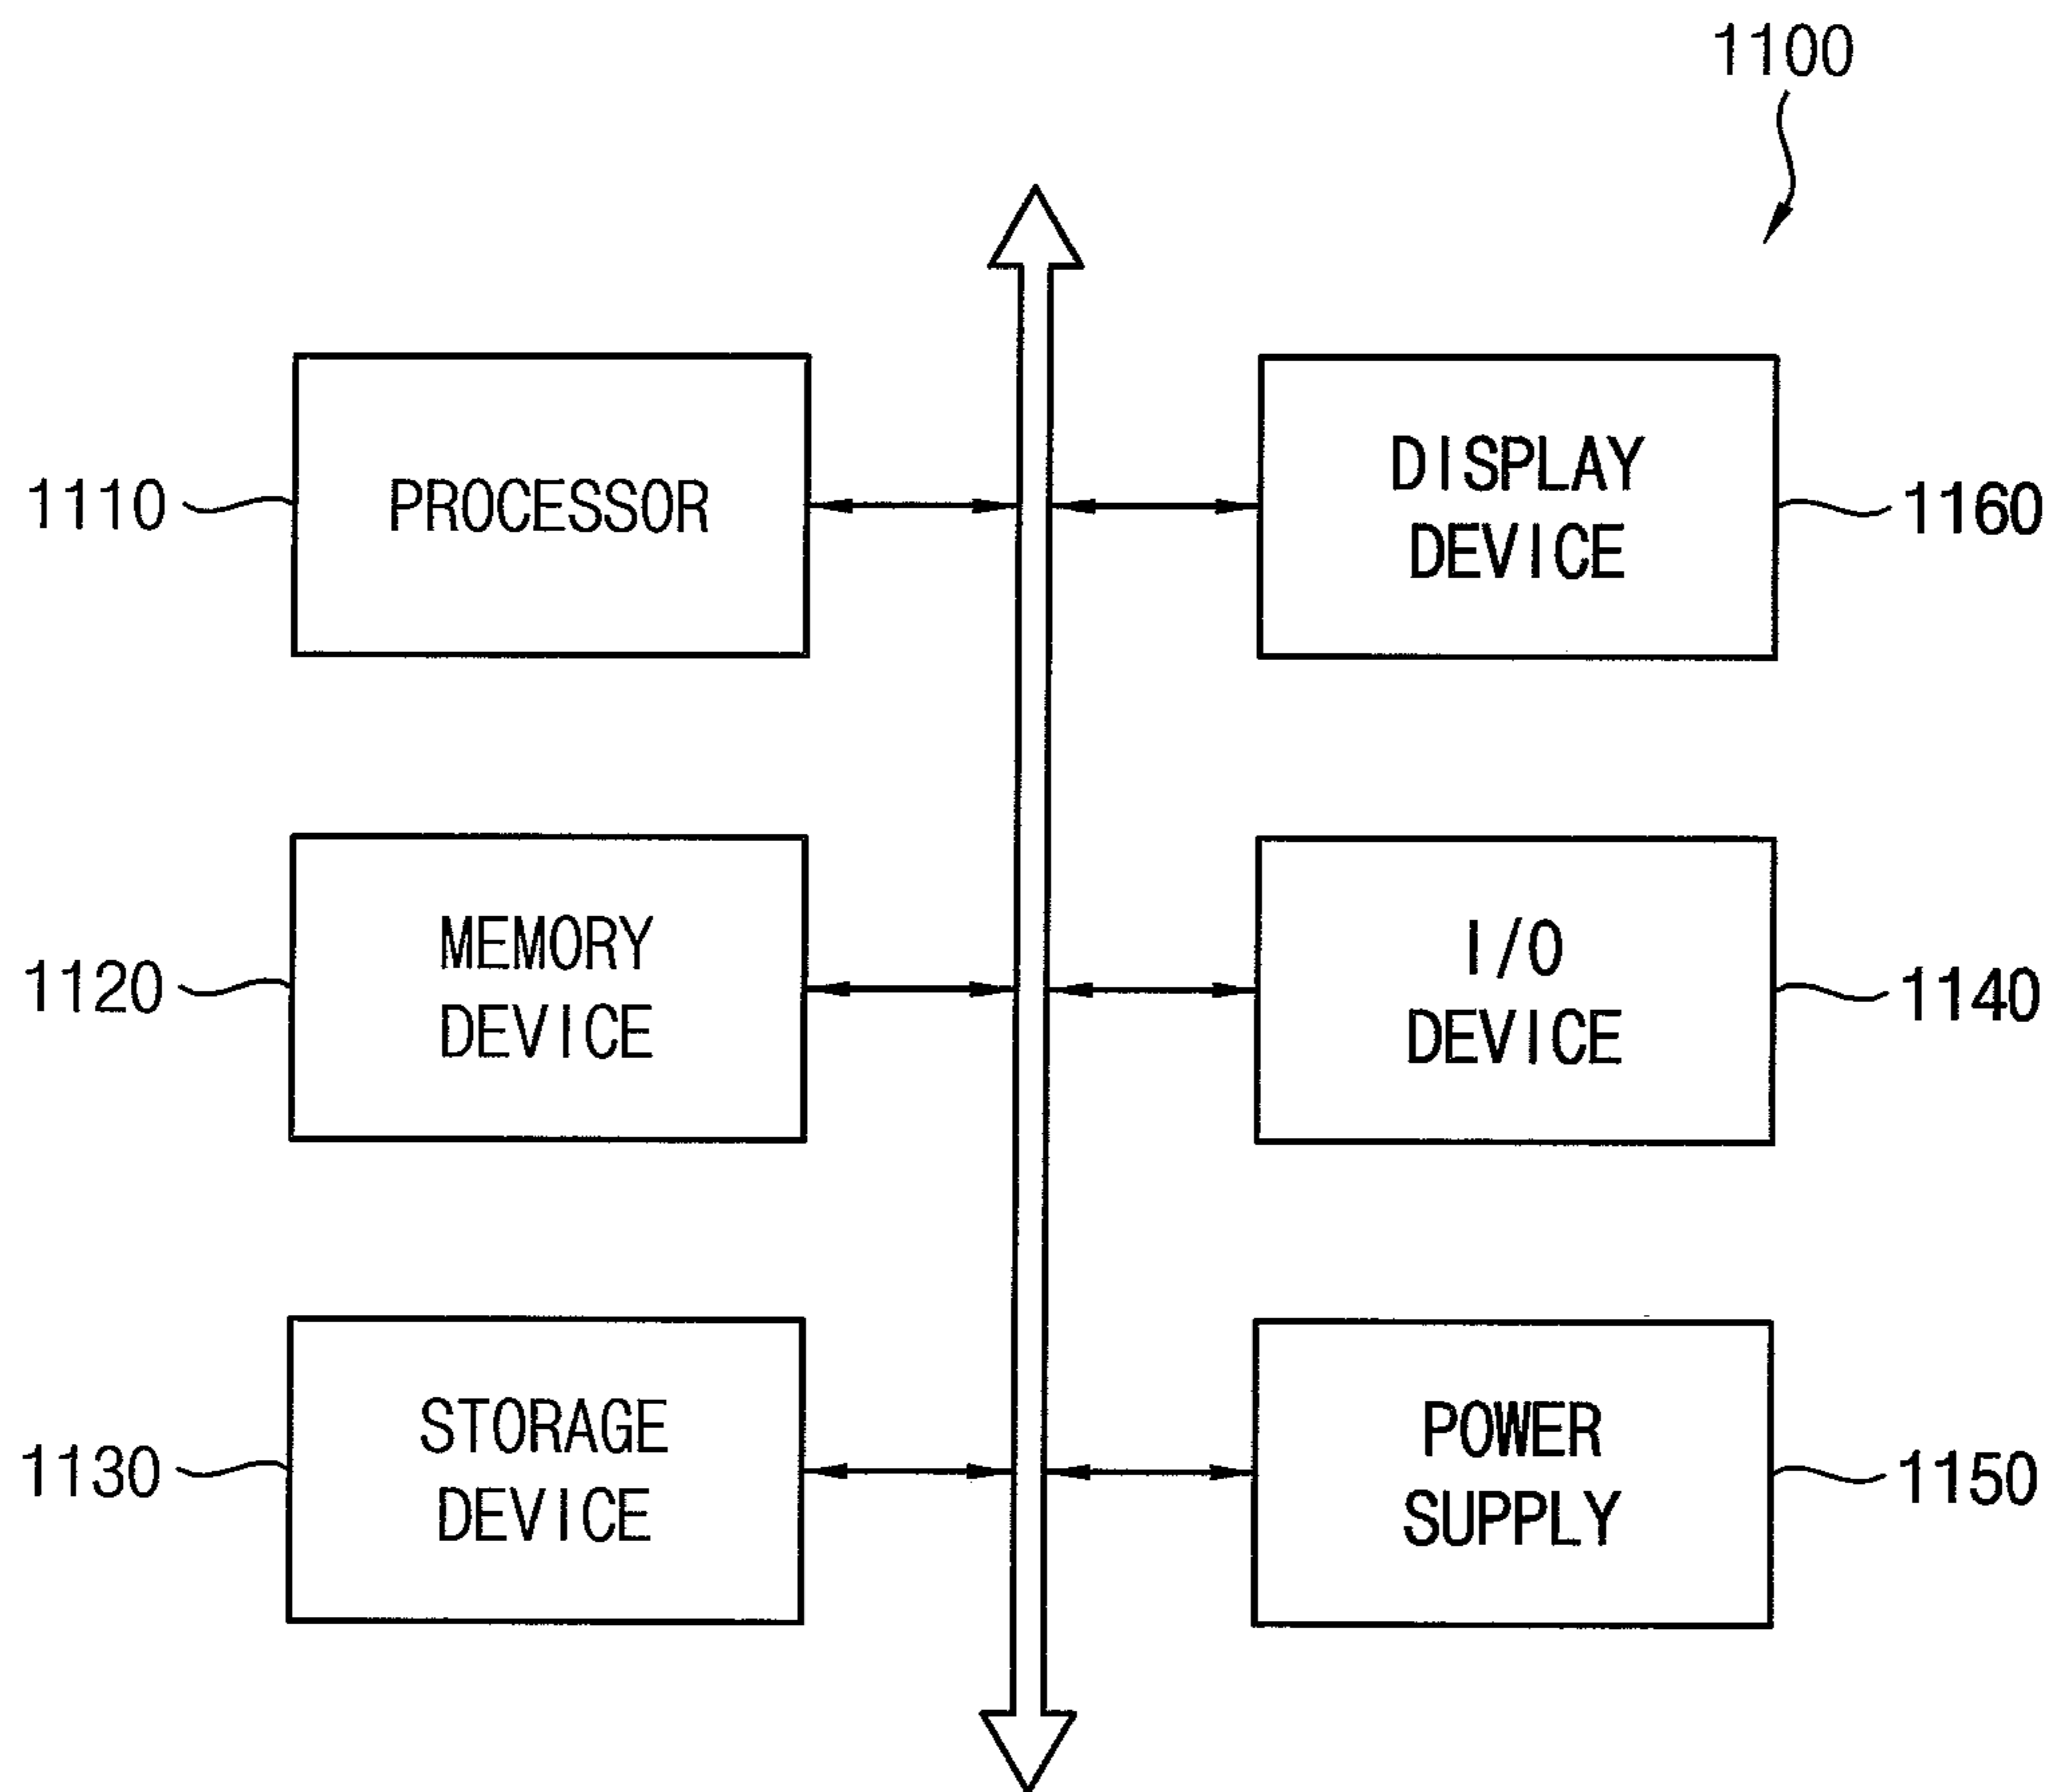 1100
1110
PROCESSOR
DISPLAY
DEVICE
1160
1120
MEMORY
DEVICE
I/O
DEVICE
1140
1130
STORAGE
DEVICE
POWER
SUPPLY
1150